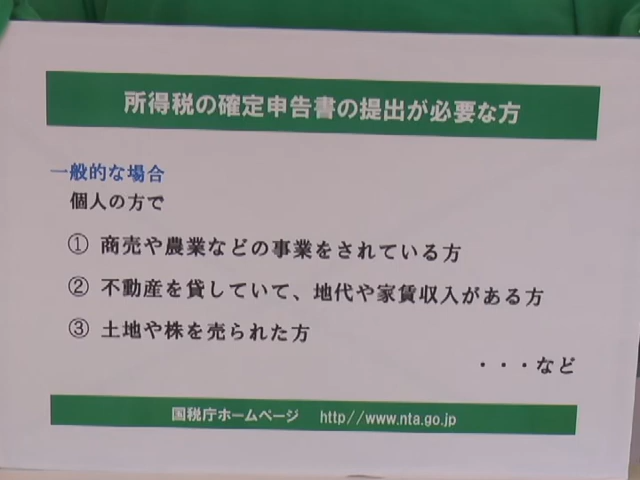 所得税の確定申告書の提出が必要な方
一般的な場合
個人の方で
① 商売や農業などの事業をされている方
② 不動産を貸していて、地代や家賃収入がある方
③ 土地や株を売られた方
・・・など
国税庁ホームページ http//www.nta.go.jp